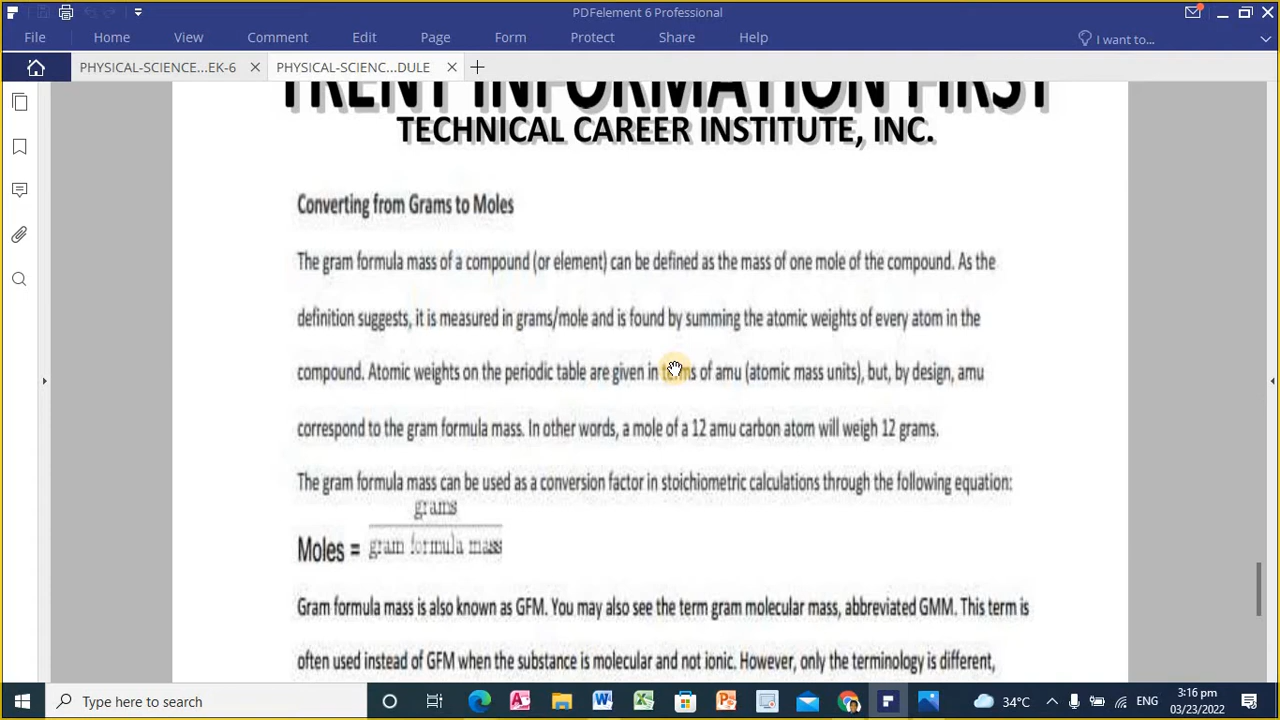 PDFelement 6 Professional
File Home View Comment Edit Page Form Protect Share Help I want to...
PHYSICAL-SCIENCE...EK-6 PHYSICAL-SCIENC...DULE
TRENT INFORMATION FIRST
TECHNICAL CAREER INSTITUTE, INC.
Converting from Grams to Moles
The gram formula mass of a compound (or element) can be defined as the mass of one mole of the compound. As the
definition suggests, it is measured in grams/mole and is found by summing the atomic weights of every atom in the
compound. Atomic weights on the periodic table are given in terms of amu (atomic mass units), but, by design, amu
correspond to the gram formula mass. In other words, a mole of a 12 amu carbon atom will weigh 12 grams.
The gram formula mass can be used as a conversion factor in stoichiometric calculations through the following equation:
grams
Moles = gram formula mass
Gram formula mass is also known as GFM. You may also see the term gram molecular mass, abbreviated GMM. This term is
often used instead of GFM when the substance is molecular and not ionic. However, only the terminology is different,
Type here to search
34°C ENG 3:16 pm
03/23/2022